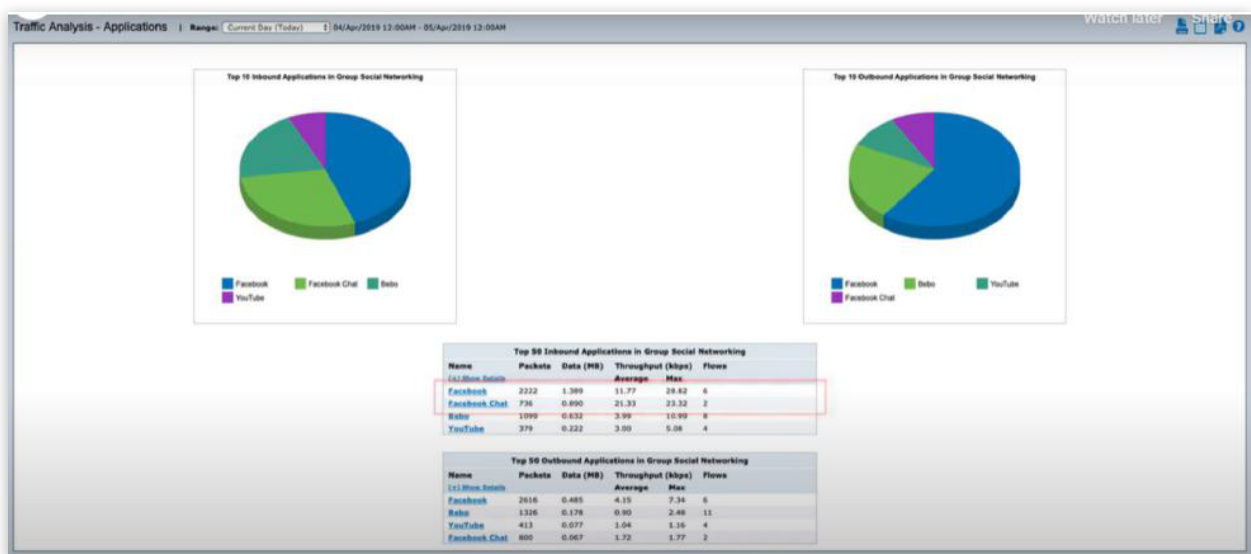 Watch later Share
Traffic Analysis - Applications | Range: Current Day (Today) 04/Apr/2019 12:00AM - 05/Apr/2019 12:00AM
Top 10 Inbound Applications in Group Social Networking
Facebook Facebook Chat Bebo
YouTube
Top 10 Outbound Applications in Group Social Networking
Facebook Bebo YouTube
Facebook Chat
Top 50 Inbound Applications in Group Social Networking
Name Packets Data (MB) Throughput (kbps) Flows
[+] Show Details Average Max
Facebook 2222 1.389 11.77 28.62 6
Facebook Chat 736 0.890 21.33 23.32 2
Bebo 1099 0.632 3.99 10.99 8
YouTube 379 0.222 3.00 5.08 4
Top 50 Outbound Applications in Group Social Networking
Name Packets Data (MB) Throughput (kbps) Flows
[+] Show Details Average Max
Facebook 2616 0.485 4.15 7.34 6
Bebo 1326 0.178 0.90 2.48 11
YouTube 413 0.077 1.04 1.16 4
Facebook Chat 800 0.067 1.72 1.77 2